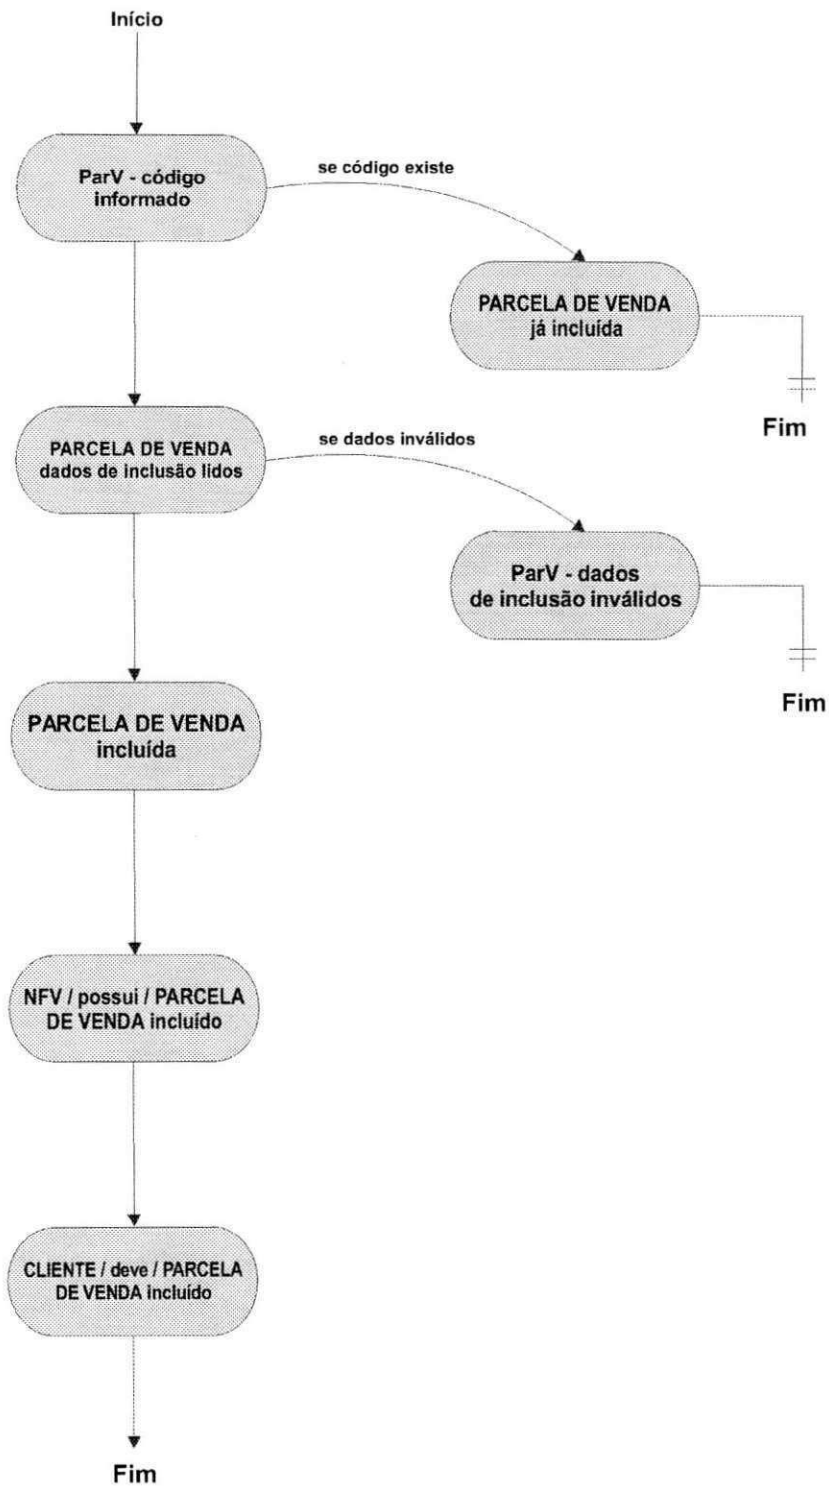 Início
ParV - código
informado
se código existe
PARCELA DE VENDA
já incluída
Fim
PARCELA DE VENDA
dados de inclusão lidos
se dados inválidos
ParV - dados
de inclusão inválidos
Fim
PARCELA DE VENDA
incluída
NFV / possui / PARCELA
DE VENDA incluído
CLIENTE / deve / PARCELA
DE VENDA incluído
Fim